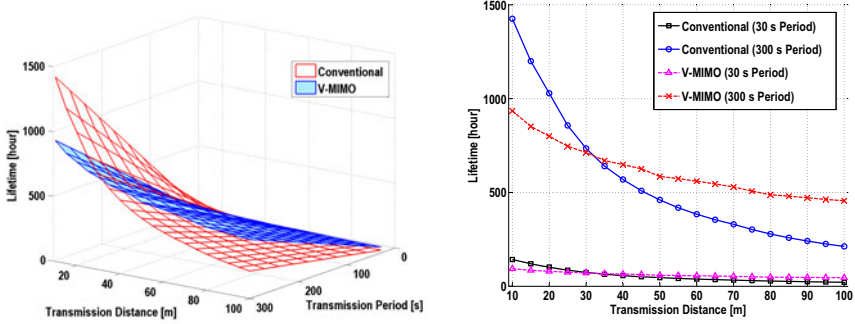 1500
1000
500
0
Lifetime [hour]
Conventional
V-MIMO
20
40
60
80
100
Transmission Distance [m]
300
200
100
0
Transmission Period [s]
1500
1000
500
0
Lifetime [hour]
Conventional (30 s Period)
Conventional (300 s Period)
V-MIMO (30 s Period)
V-MIMO (300 s Period)
10 20 30 40 50 60 70 80 90 100
Transmission Distance [m]